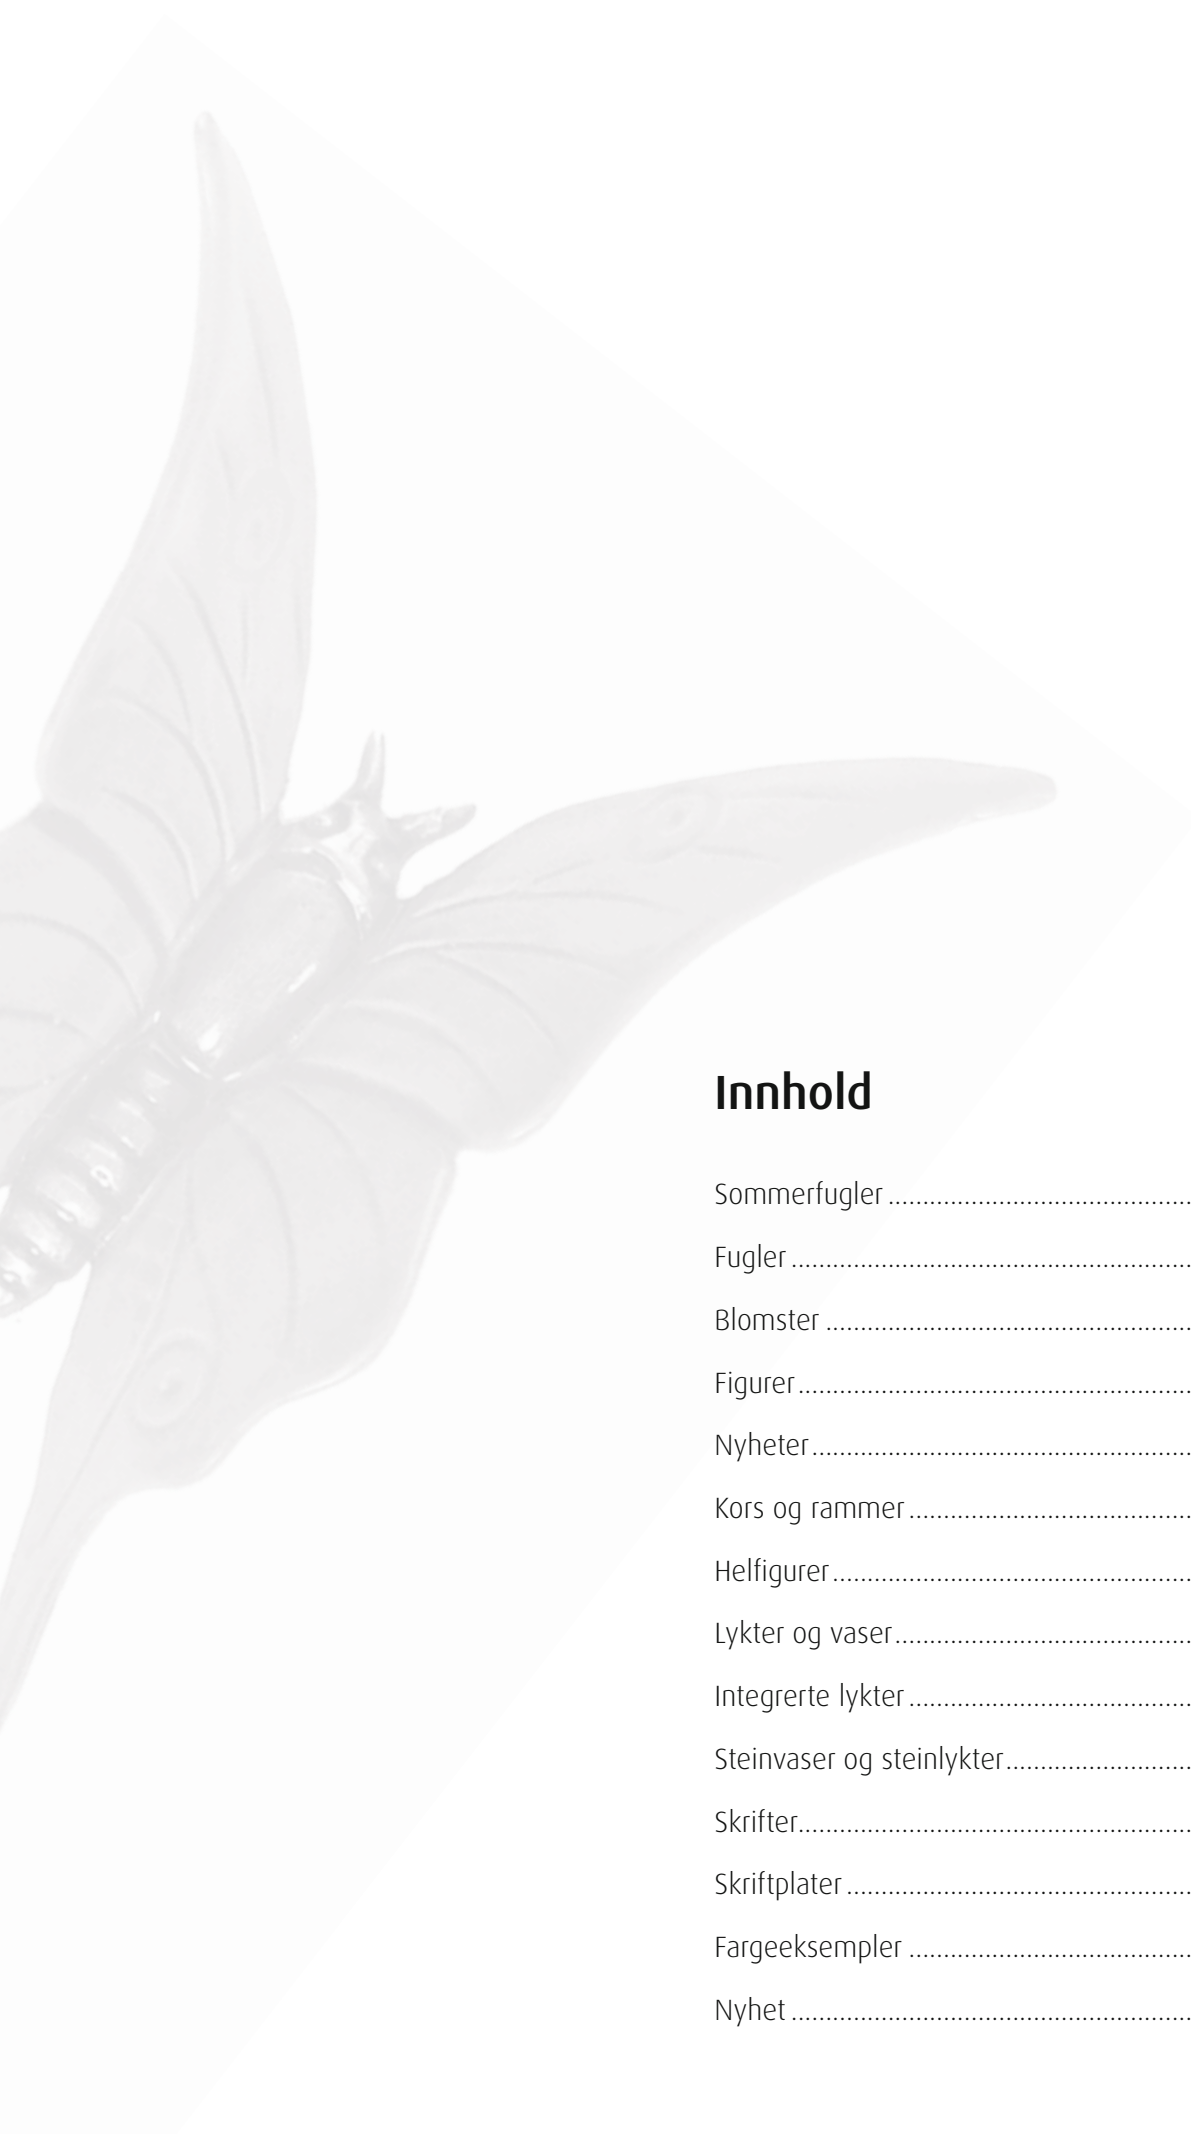 Innhold
Sommerfugler ............................................
Fugler ..........................................................
Blomster .....................................................
Figurer .........................................................
Nyheter .......................................................
Kors og rammer .........................................
Helfigurer ....................................................
Lykter og vaser ...........................................
Integrerte lykter .........................................
Steinvaser og steinlykter ...........................
Skrifter .........................................................
Skriftplater ..................................................
Fargeeksempler .........................................
Nyhet ..........................................................